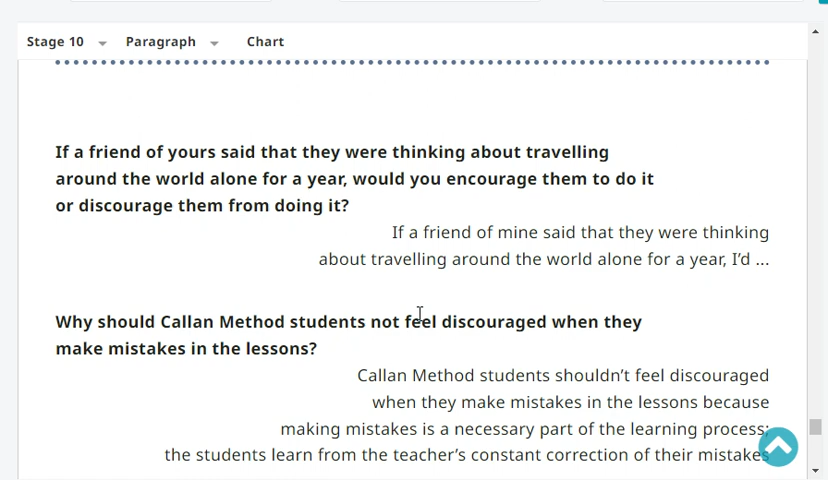 Stage 10 Paragraph Chart
If a friend of yours said that they were thinking about travelling
around the world alone for a year, would you encourage them to do it
or discourage them from doing it?
If a friend of mine said that they were thinking
about travelling around the world alone for a year, I'd ...
Why should Callan Method students not feel discouraged when they
make mistakes in the lessons?
Callan Method students shouldn't feel discouraged
when they make mistakes in the lessons because
making mistakes is a necessary part of the learning process;
the students learn from the teacher's constant correction of their mistakes